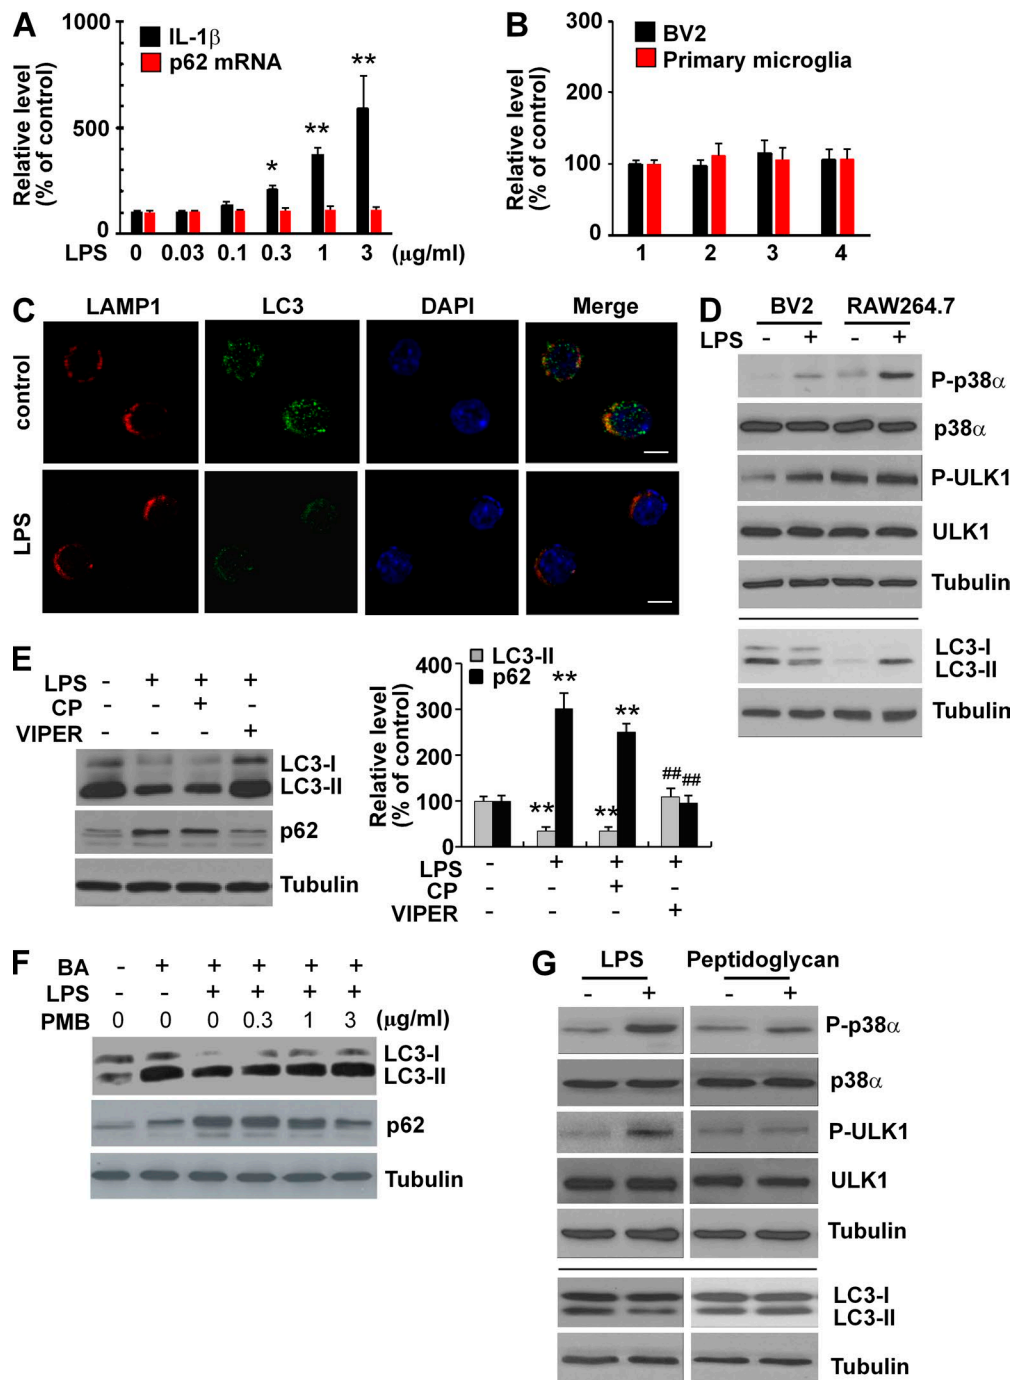 A
1000
500
0
Relative level
(% of control)
IL-1β
p62 mRNA
*
**
**
LPS 0 0.03 0.1 0.3 1 3 (μg/ml)
B
300
200
100
0
Relative level
(% of control)
BV2
Primary microglia
1 2 3 4
C
LAMP1 LC3 DAPI Merge
control
LPS
D
BV2 RAW264.7
LPS - + - +
P-p38α
p38α
P-ULK1
ULK1
Tubulin
LC3-I
LC3-II
Tubulin
E
LPS - + + +
CP - - + -
VIPER - - - +
LC3-I
LC3-II
p62
Tubulin
400
300
200
100
0
Relative level
(% of control)
LC3-II
p62
** ** ** ** ## ##
LPS - + + +
CP - - + -
VIPER - - - +
F
BA - + + + + +
LPS - - + + + +
PMB 0 0 0 0.3 1 3 (μg/ml)
LC3-I
LC3-II
p62
Tubulin
G
LPS Peptidoglycan
- + - +
P-p38α
p38α
P-ULK1
ULK1
Tubulin
LC3-I
LC3-II
Tubulin